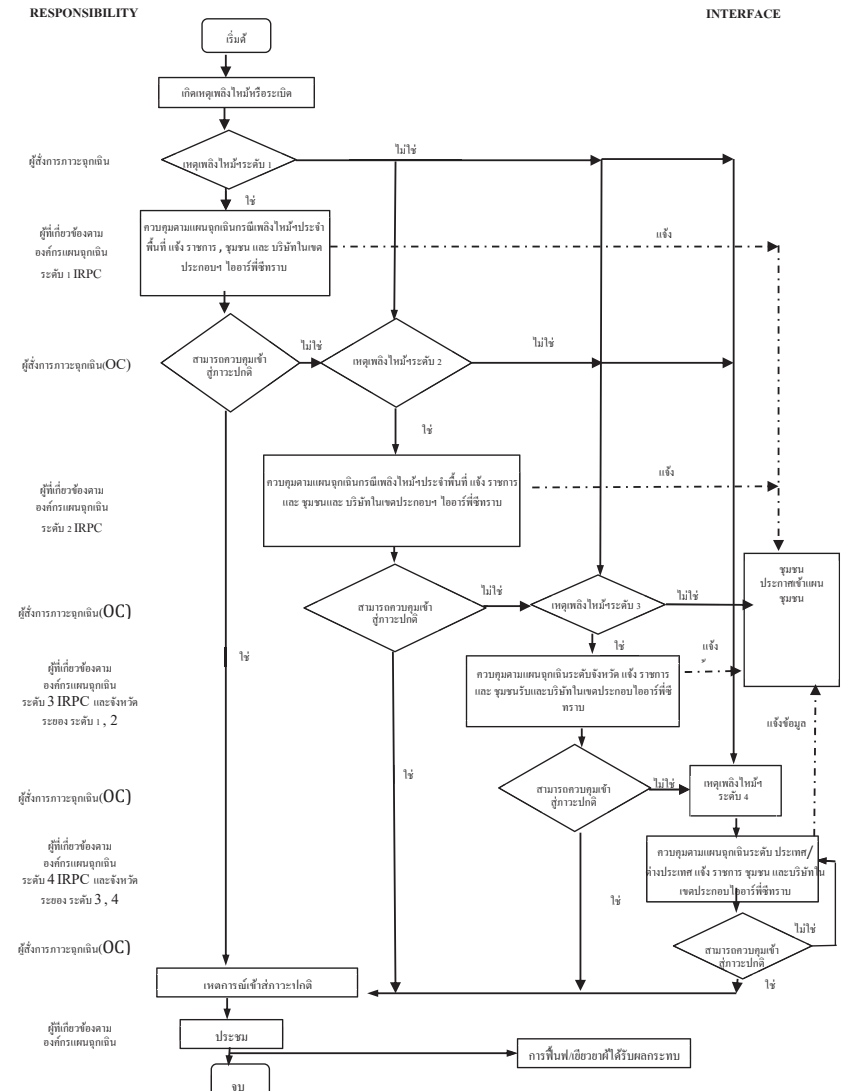 RESPONSIBILITY
INTERFACE
เริ่มต้
เกิดเหตุเพลิงไหม้หรือระเบิด
ผู้สั่งการภาวะฉุกเฉิน
เหตุเพลิงไหม้ฯระดับ 1
ไม่ใช่
ใช่
ผู้ที่เกี่ยวข้องตาม
องค์กรแผนฉุกเฉิน
ระดับ 1 IRPC
ควบคุมตามแผนฉุกเฉินกรณีเพลิงไหม้ฯประจำ
พื้นที่ แจ้ง ราชการ , ชุมชน และ บริษัทในเขต
ประกอบฯ ไออาร์พีซีทราบ
แจ้ง
ผู้สั่งการภาวะฉุกเฉิน(OC)
สามารถควบคุมเข้า
สู่ภาวะปกติ
ไม่ใช่
เหตุเพลิงไหม้ฯระดับ 2
ไม่ใช่
ใช่
ผู้ที่เกี่ยวข้องตาม
องค์กรแผนฉุกเฉิน
ระดับ 2 IRPC
ควบคุมตามแผนฉุกเฉินกรณีเพลิงไหม้ฯประจำพื้นที่ แจ้ง ราชการ
และ ชุมชนและ บริษัทในเขตประกอบฯ ไออาร์พี่ซีทราบ
แจ้ง
ชุมชน
ประกาศเข้าแผน
ชุมชน
ผู้สั่งการภาวะฉุกเฉิน(OC)
สามารถควบคุมเข้า
สู่ภาวะปกติ
ไม่ใช่
เหตุเพลิงไหม้ฯระดับ 3
ไม่ใช่
ใช่
ใช่
แจ้ง
ผู้ที่เกี่ยวข้องตาม
องค์กรแผนฉุกเฉิน
ระดับ 3 IRPC และจังหวัด
ระยอง ระดับ 1 , 2
ควบคุมตามแผนฉุกเฉินระดับจังหวัด แจ้ง ราชการ
และ ชุมชนรับและบริษัทในเขตประกอบไออาร์พี่ซี
ทราบ
แจ้งข้อมูล
ใช่
ผู้สั่งการภาวะฉุกเฉิน(OC)
สามารถควบคุมเข้า
สู่ภาวะปกติ
ไม่ใช่
เหตุเพลิงไหม้ฯ
ระดับ 4
ผู้ที่เกี่ยวข้องตาม
องค์กรแผนฉุกเฉิน
ระดับ 4 IRPC และจังหวัด
ระยอง ระดับ 3 , 4
ควบคุมตามแผนฉุกเฉินระดับ ประเทศ/
ต่างประเทศ แจ้ง ราชการ ชุมชน และบริษัทใน
เขตประกอบไออาร์พี่ซีทราบ
ใช่
ไม่ใช่
ผู้สั่งการภาวะฉุกเฉิน(OC)
สามารถควบคุมเข้า
สู่ภาวะปกติ
ใช่
เหตการณ์เข้าส่ภาวะปกติ
ผู้ที่เกี่ยวข้องตาม
องค์กรแผนฉุกเฉิน
ประชม
การฟื้นฟ/เยียวยาผ้ได้รับผลกระทบ
จบ